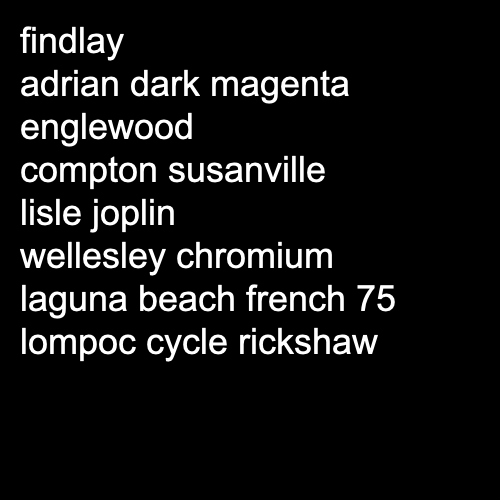 findlay
adrian dark magenta
englewood
compton susanville
lisle joplin
wellesley chromium
laguna beach french 75
lompoc cycle rickshaw